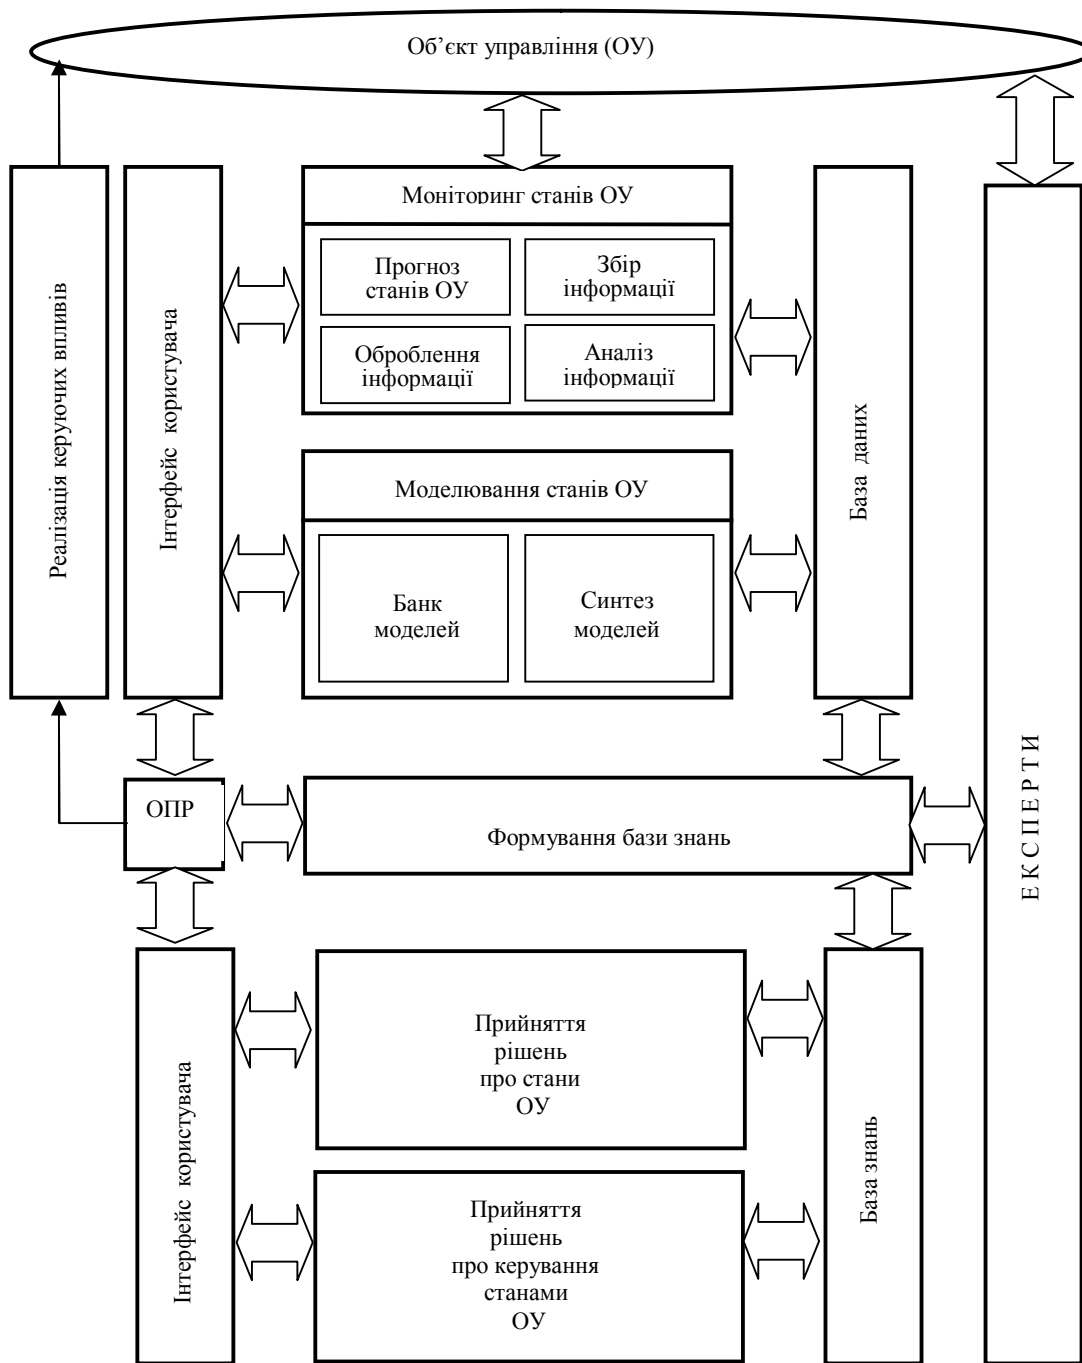 Об’єкт управління (ОУ)
Реалізація керуючих впливів
Інтерфейс користувача
Моніторинг станів ОУ
Прогноз
станів ОУ
Збір
інформації
Оброблення
інформації
Аналіз
інформації
База даних
Моделювання станів ОУ
Банк
моделей
Синтез
моделей
ЕКСПЕРТИ
ОПР
Формування бази знань
Інтерфейс користувача
Прийняття
рішень
про стани
ОУ
База знань
Прийняття
рішень
про керування
станами
ОУ